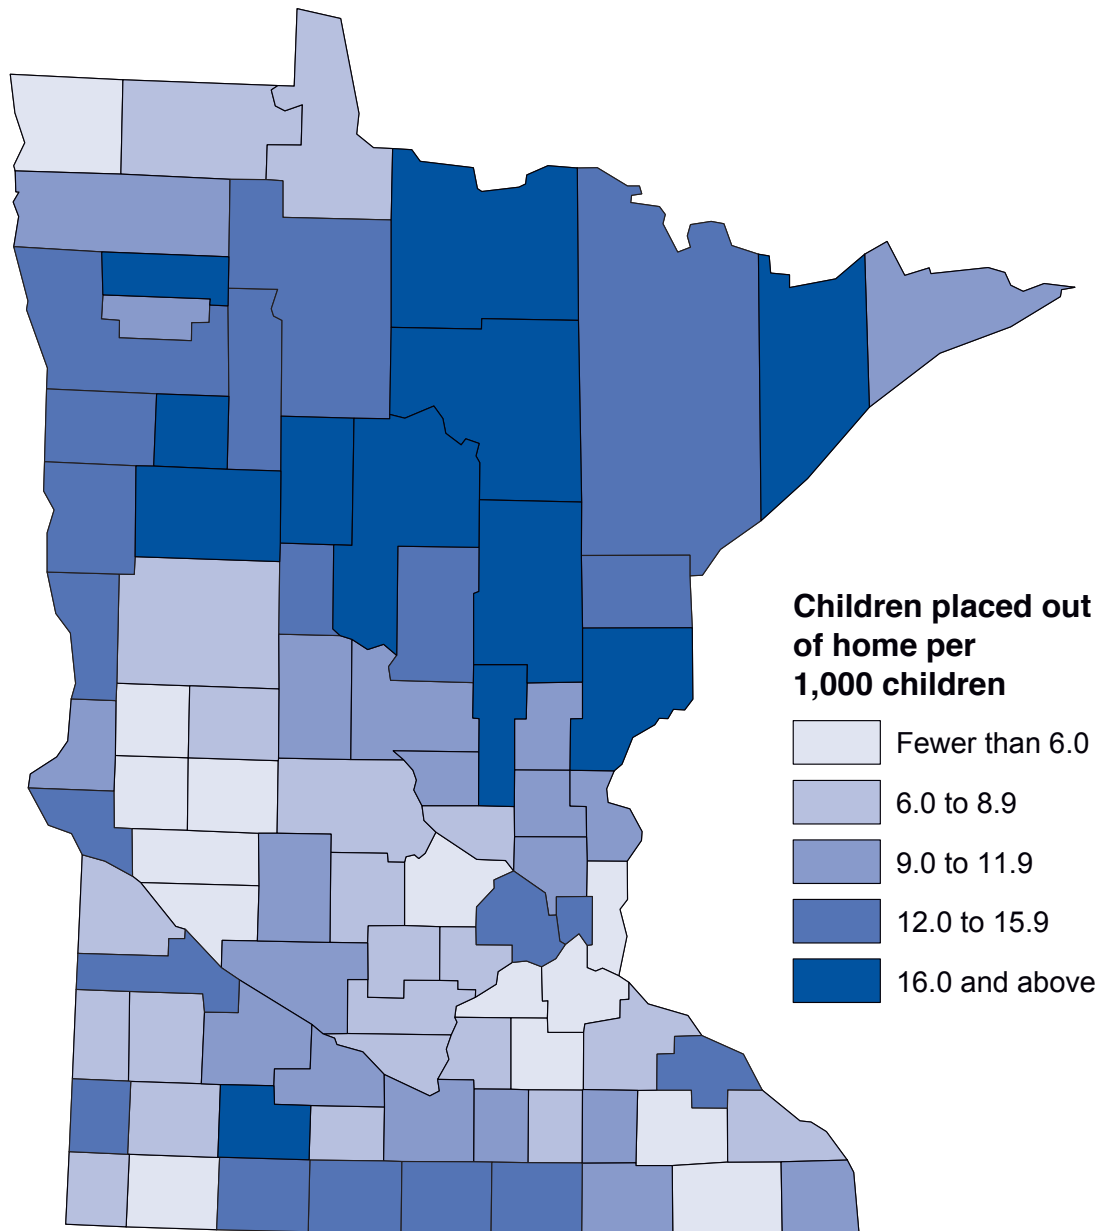 Children placed out
of home per
1,000 children
Fewer than 6.0
6.0 to 8.9
9.0 to 11.9
12.0 to 15.9
16.0 and above